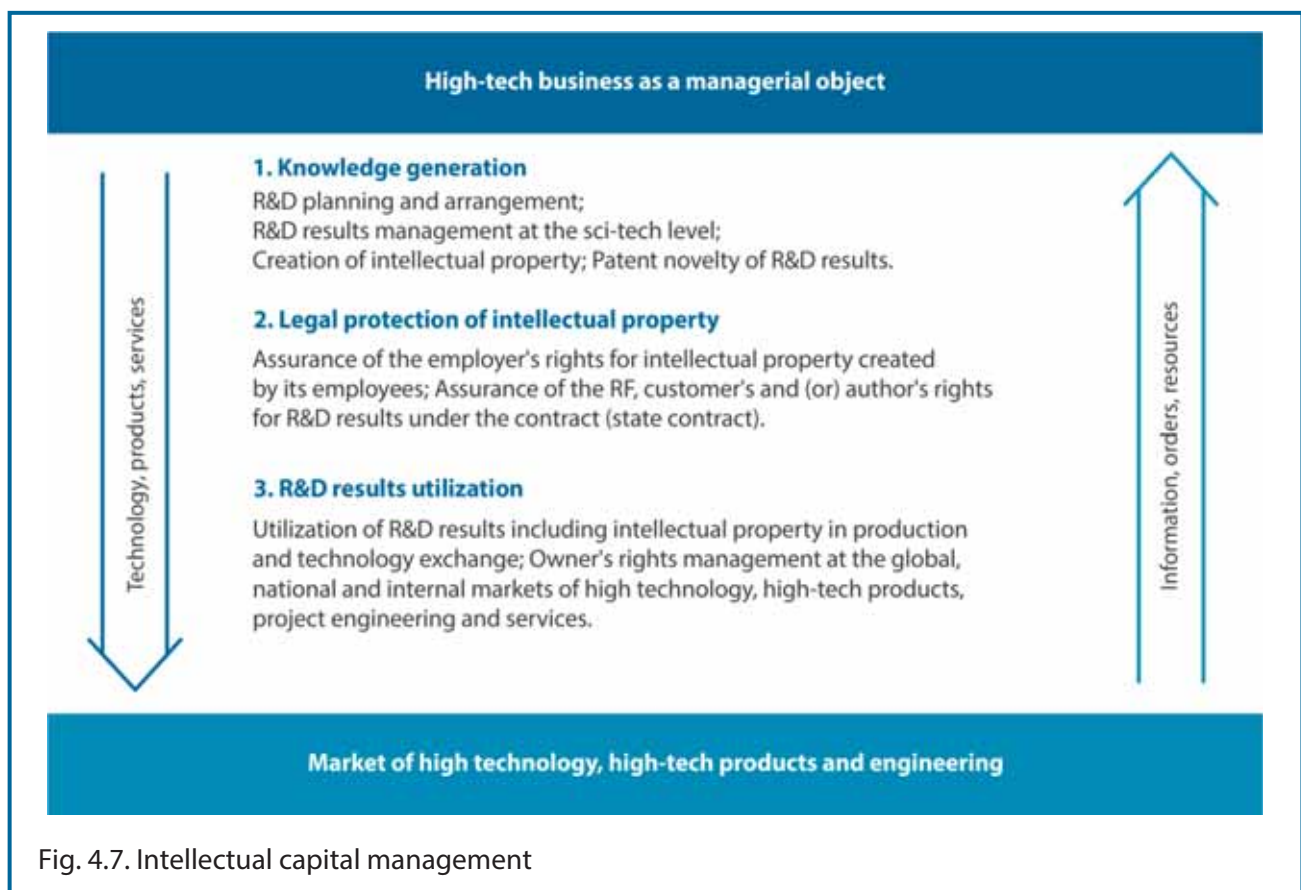 High-tech business as a managerial object
1. Knowledge generation
R&D planning and arrangement;
R&D results management at the sci-tech level;
Creation of intellectual property; Patent novelty of R&D results.
2. Legal protection of intellectual property
Assurance of the employer's rights for intellectual property created
by its employees; Assurance of the RF, customer's and (or) author's rights
for R&D results under the contract (state contract).
3. R&D results utilization
Utilization of R&D results including intellectual property in production
and technology exchange; Owner's rights management at the global,
national and internal markets of high technology, high-tech products,
project engineering and services.
Technology, products, services
Information, orders, resources
Market of high technology, high-tech products and engineering
Fig. 4.7. Intellectual capital management